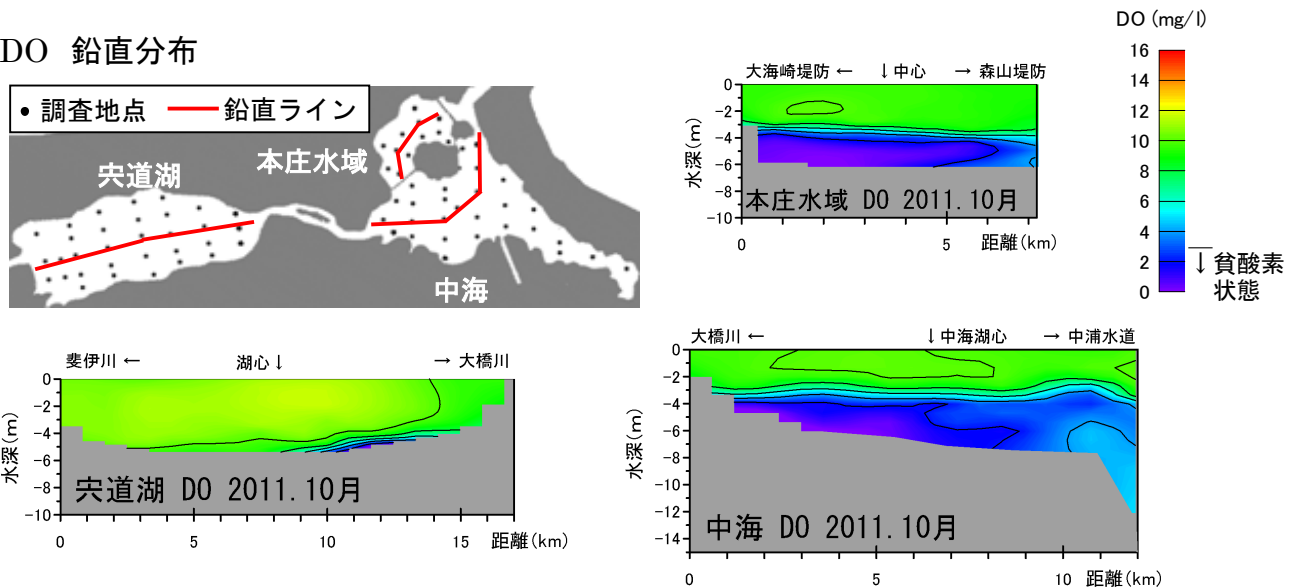 DO 鉛直分布
調査地点 鉛直ライン
宍道湖
本庄水域
中海
大海崎堤防 ← ↓中心 → 森山堤防
水深(m)
0
-2
-4
-6
-8
-10
本庄水域 DO 2011.10月
0 5 距離(km)
DO (mg/l)
16
14
12
10
8
6
4
2
0
↓貧酸素
状態
斐伊川 ← 湖心↓ → 大橋川
水深(m)
0
-2
-4
-6
-8
-10
宍道湖 DO 2011.10月
0 5 10 15 距離(km)
大橋川 ← ↓中海湖心 → 中浦水道
水深(m)
0
-2
-4
-6
-8
-10
-12
-14
中海 DO 2011.10月
0 5 10 距離(km)